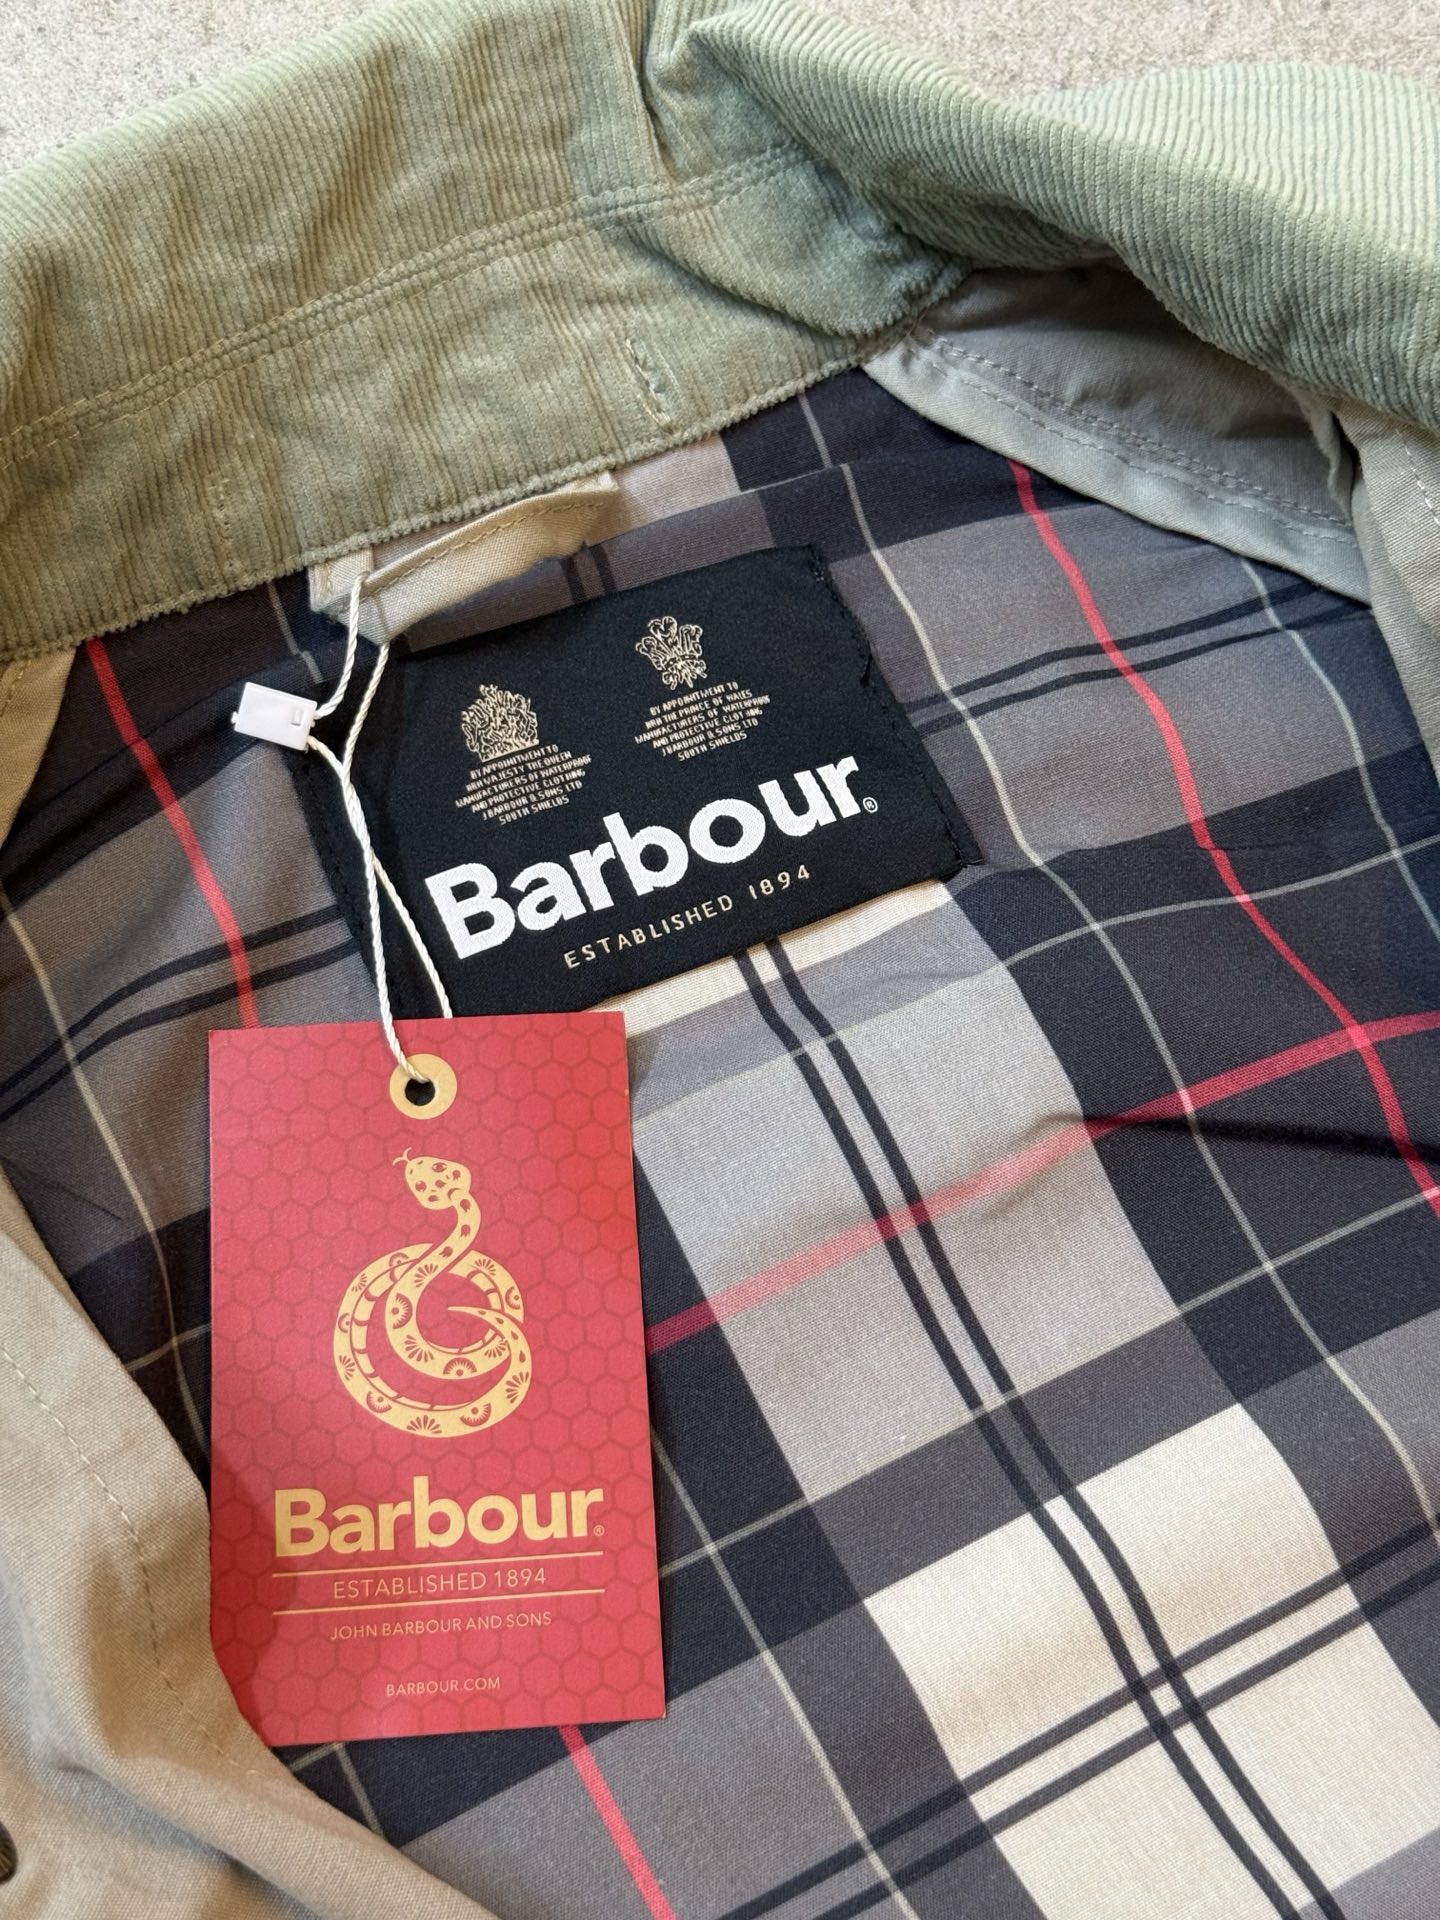 BY APPOINTMENT TO
HRH THE PRINCE OF WALES
MANUFACTURERS OF WATERPROOF
AND PROTECTIVE CLOTHING
J BARBOUR & SONS LTD
SOUTH SHIELDS
BY APPOINTMENT TO
HER MAJESTY THE QUEEN
MANUFACTURERS OF WATERPROOF
AND PROTECTIVE CLOTHING
J BARBOUR & SONS LTD
SOUTH SHIELDS
Barbour®
ESTABLISHED 1894
Barbour®
ESTABLISHED 1894
JOHN BARBOUR AND SONS
BARBOUR.COM